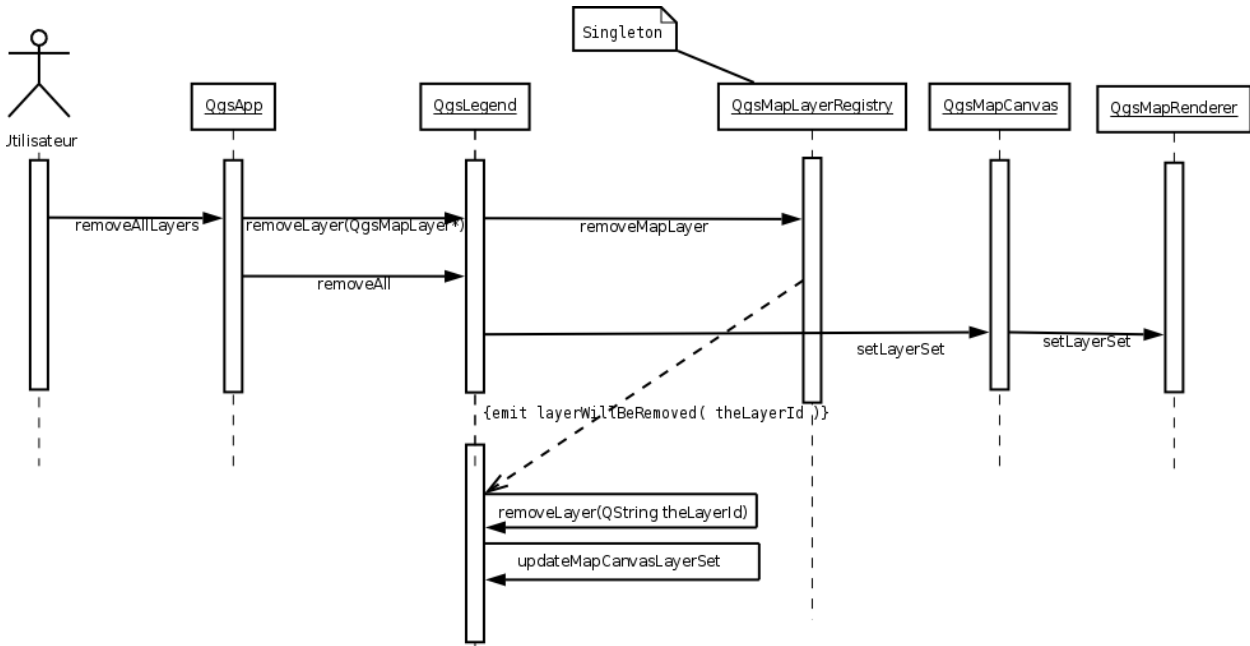 Singleton
QgsApp
QgsLegend
QgsMapLayerRegistry
QgsMapCanvas
QgsMapRenderer
Utilisateur
removeAllLayers
removeLayer(QgsMapLayer*)
removeMapLayer
removeAll
setLayerSet
setLayerSet
{emit layerWillBeRemoved( theLayerId )}
removeLayer(QString theLayerId)
updateMapCanvasLayerSet